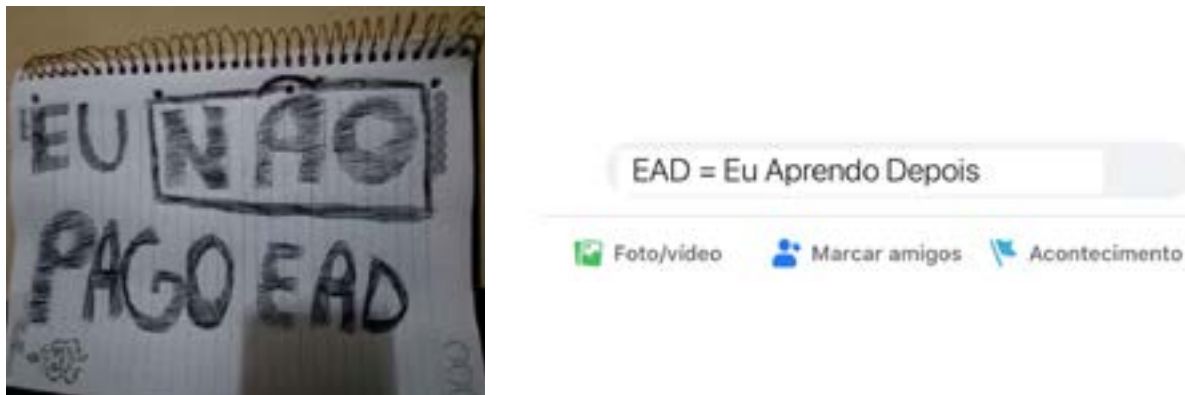 EU NÃO
PAGO EAD
EAD = Eu Aprendo Depois
Foto/vídeo Marcar amigos Acontecimento